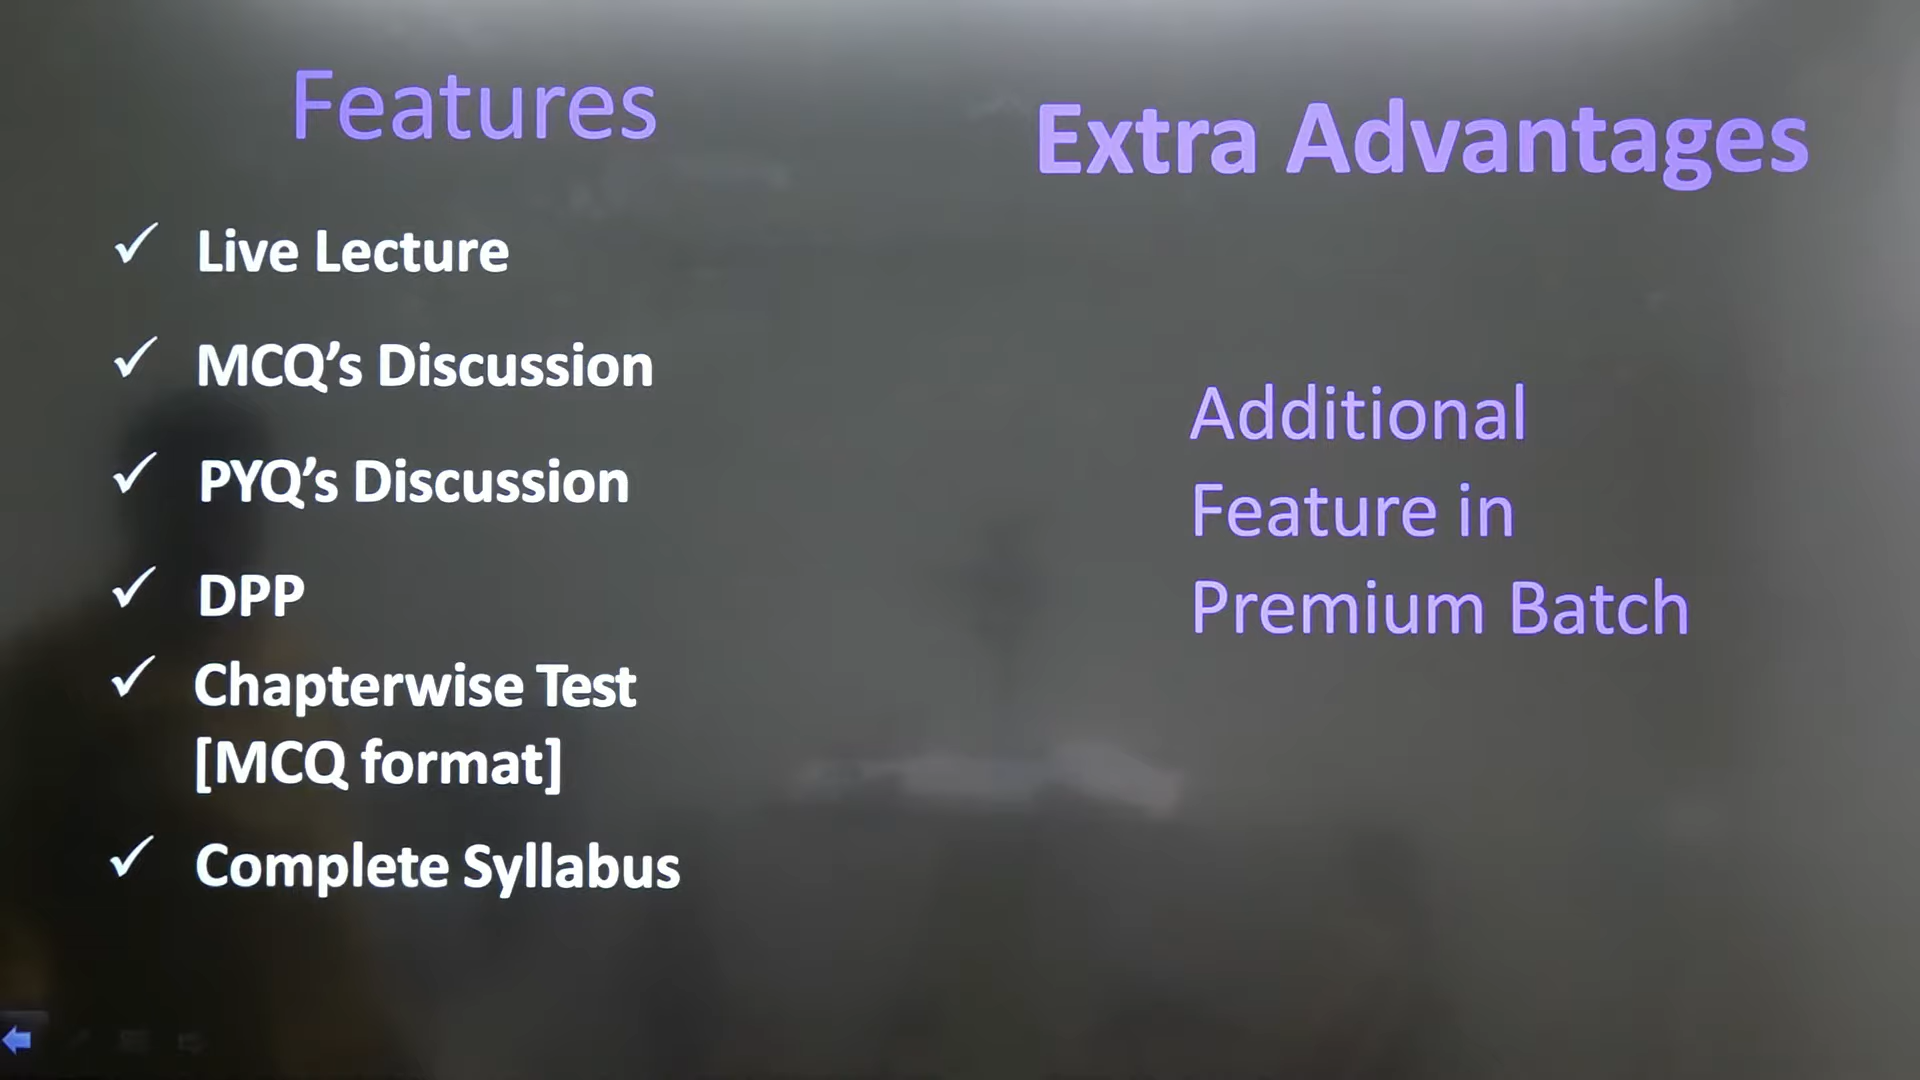 Features
Live Lecture
MCQ’s Discussion
PYQ’s Discussion
DPP
Chapterwise Test
[MCQ format]
Complete Syllabus
Extra Advantages
Additional
Feature in
Premium Batch